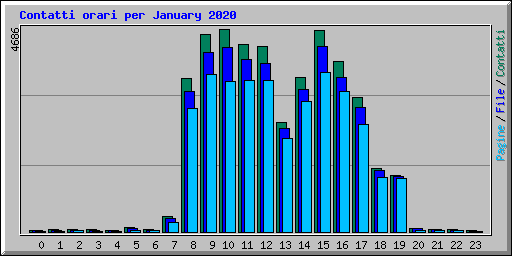 Contatti orari per January 2020
4686
Pagine / File / Contatti
0 1 2 3 4 5 6 7 8 9 10 11 12 13 14 15 16 17 18 19 20 21 22 23